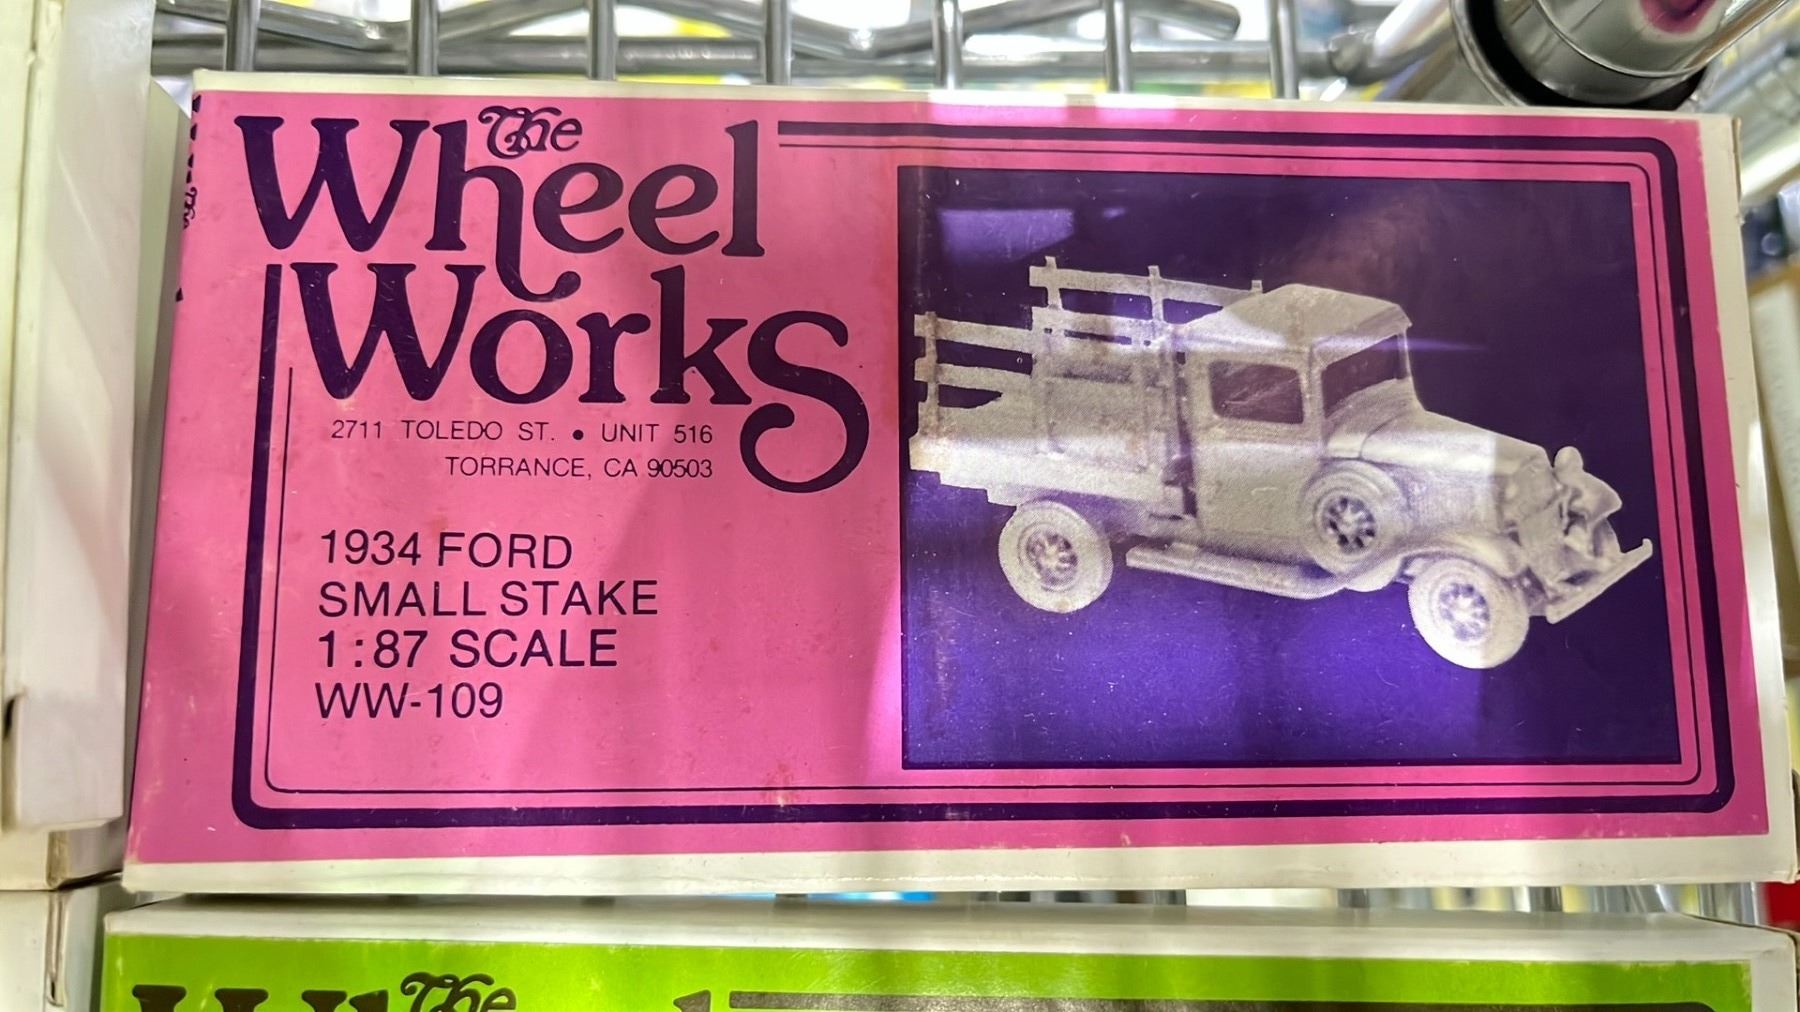 The
Wheel
Works
2711 TOLEDO ST. • UNIT 516
TORRANCE, CA 90503
1934 FORD
SMALL STAKE
1:87 SCALE
WW-109
The